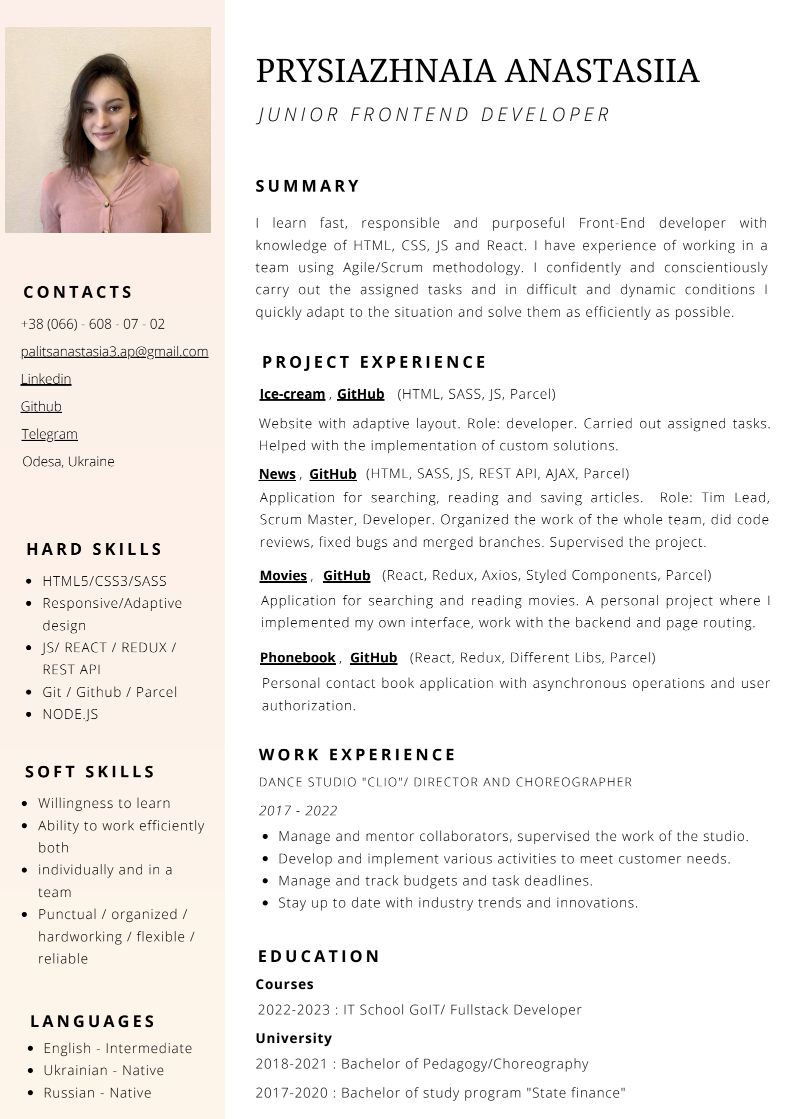 PRYSIAZHNAIA ANASTASIIA
JUNIOR FRONTEND DEVELOPER
CONTACTS
+38 (066) - 608 - 07 - 02
palitsanastasia3.ap@gmail.com
Linkedin
Github
Telegram
Odesa, Ukraine
HARD SKILLS
• HTML5/CSS3/SASS
• Responsive/Adaptive
design
• JS/ REACT / REDUX /
REST API
• Git / Github / Parcel
• NODE.JS
SOFT SKILLS
• Willingness to learn
• Ability to work efficiently
both
• individually and in a
team
• Punctual / organized /
hardworking / flexible /
reliable
LANGUAGES
• English - Intermediate
• Ukrainian - Native
• Russian - Native
SUMMARY
I learn fast, responsible and purposeful Front-End developer with
knowledge of HTML, CSS, JS and React. I have experience of working in a
team using Agile/Scrum methodology. I confidently and conscientiously
carry out the assigned tasks and in difficult and dynamic conditions I
quickly adapt to the situation and solve them as efficiently as possible.
PROJECT EXPERIENCE
Ice-cream , GitHub (HTML, SASS, JS, Parcel)
Website with adaptive layout. Role: developer. Carried out assigned tasks.
Helped with the implementation of custom solutions.
News , GitHub (HTML, SASS, JS, REST API, AJAX, Parcel)
Application for searching, reading and saving articles. Role: Tim Lead,
Scrum Master, Developer. Organized the work of the whole team, did code
reviews, fixed bugs and merged branches. Supervised the project.
Movies , GitHub (React, Redux, Axios, Styled Components, Parcel)
Application for searching and reading movies. A personal project where I
implemented my own interface, work with the backend and page routing.
Phonebook , GitHub (React, Redux, Different Libs, Parcel)
Personal contact book application with asynchronous operations and user
authorization.
WORK EXPERIENCE
DANCE STUDIO "CLIO"/ DIRECTOR AND CHOREOGRAPHER
2017 - 2022
• Manage and mentor collaborators, supervised the work of the studio.
• Develop and implement various activities to meet customer needs.
• Manage and track budgets and task deadlines.
• Stay up to date with industry trends and innovations.
EDUCATION
Courses
2022-2023 : IT School GoIT/ Fullstack Developer
University
2018-2021 : Bachelor of Pedagogy/Choreography
2017-2020 : Bachelor of study program "State finance"